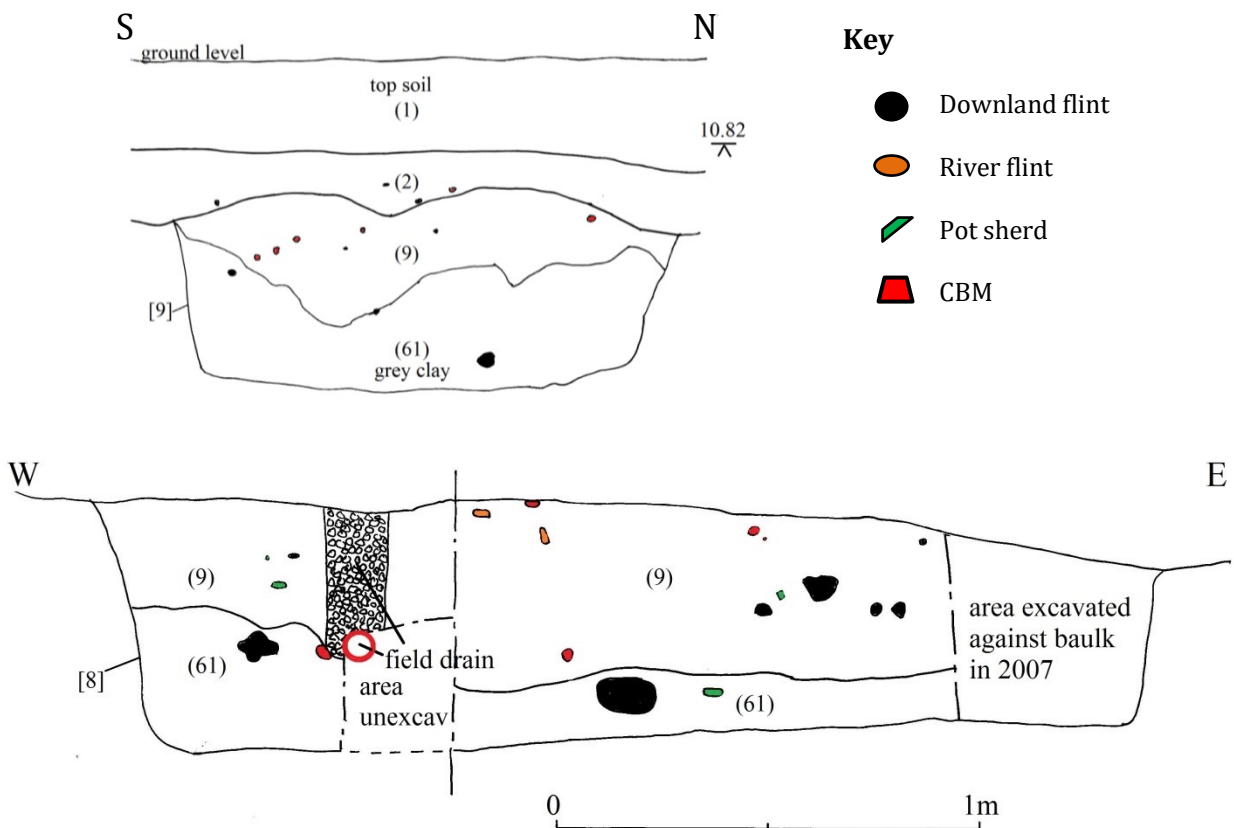 S
N
ground level
top soil
(1)
10.82
(2)
(9)
[9]
(61)
grey clay
Key
Downland flint
River flint
Pot sherd
CBM
W
E
(9)
(9)
(61)
[8]
field drain
area
unexcav
(61)
area excavated
against baulk
in 2007
0
1m